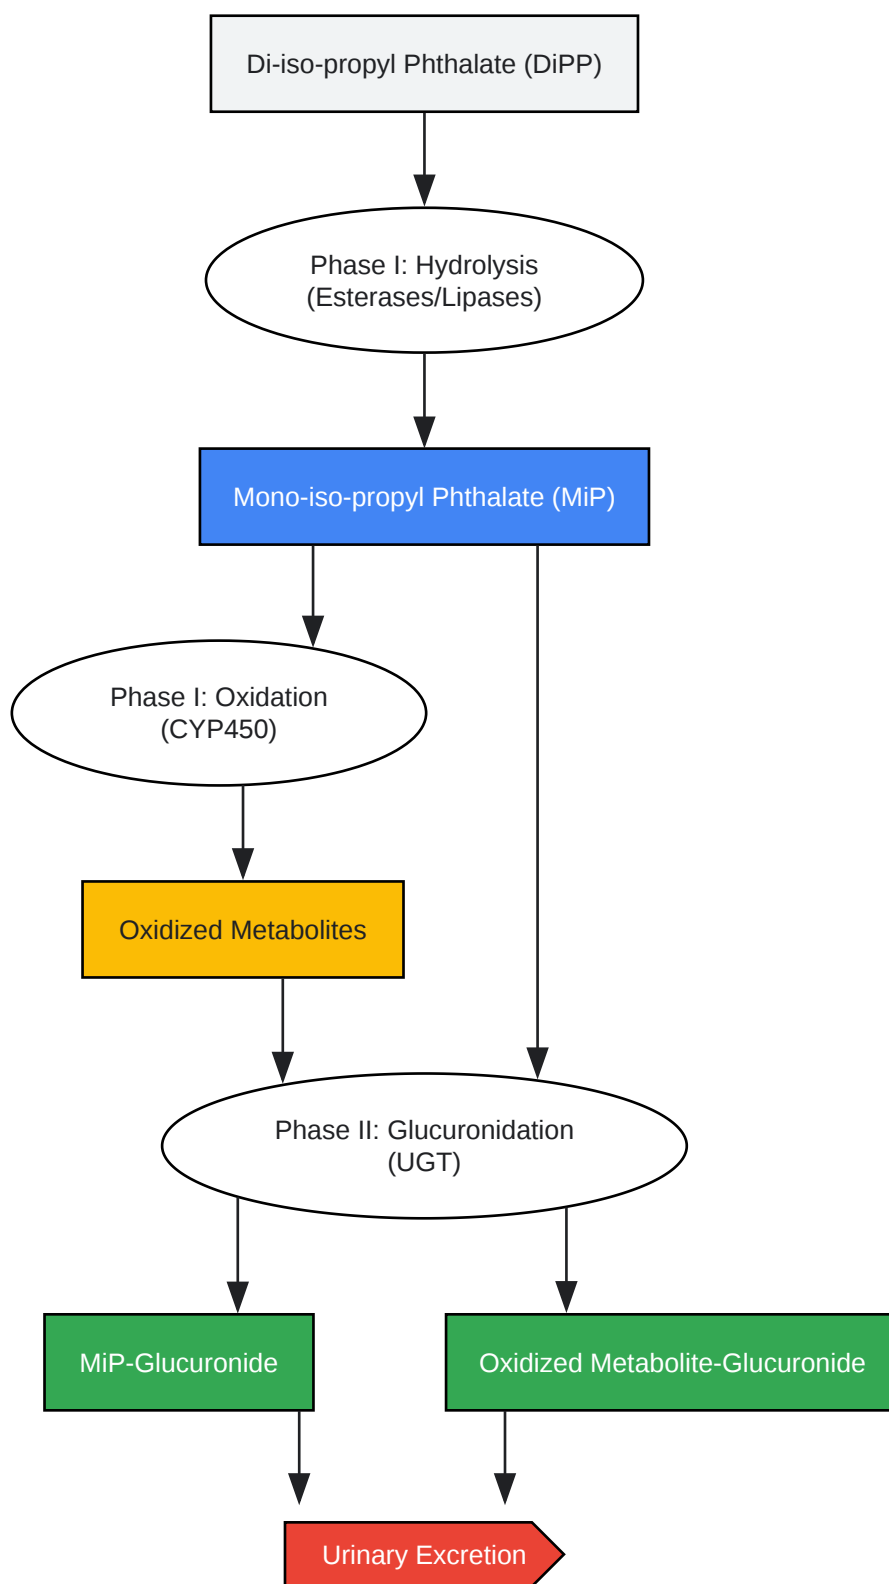 Di-iso-propyl Phthalate (DiPP)
Phase I: Hydrolysis
(Esterases/Lipases)
Mono-iso-propyl Phthalate (MiP)
Phase I: Oxidation
(CYP450)
Oxidized Metabolites
Phase II: Glucuronidation
(UGT)
MiP-Glucuronide
Oxidized Metabolite-Glucuronide
Urinary Excretion